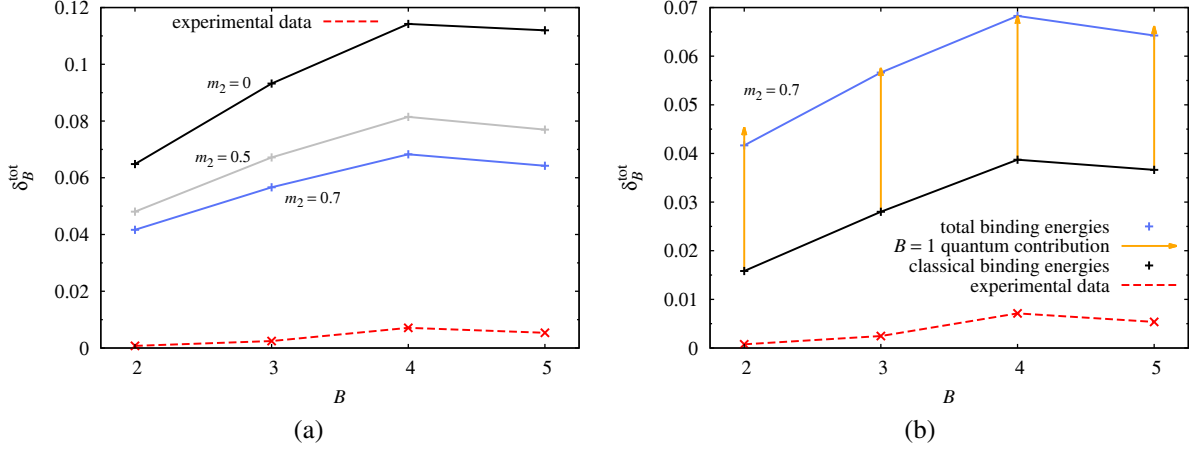 0.12
0.1
0.08
0.06
0.04
0.02
0
δ_B^tot
experimental data
m₂ = 0
m₂ = 0.5
m₂ = 0.7
2 3 4 5
B
(a)
0.07
0.06
0.05
0.04
0.03
0.02
0.01
0
δ_B^tot
m₂ = 0.7
total binding energies
B = 1 quantum contribution
classical binding energies
experimental data
2 3 4 5
B
(b)